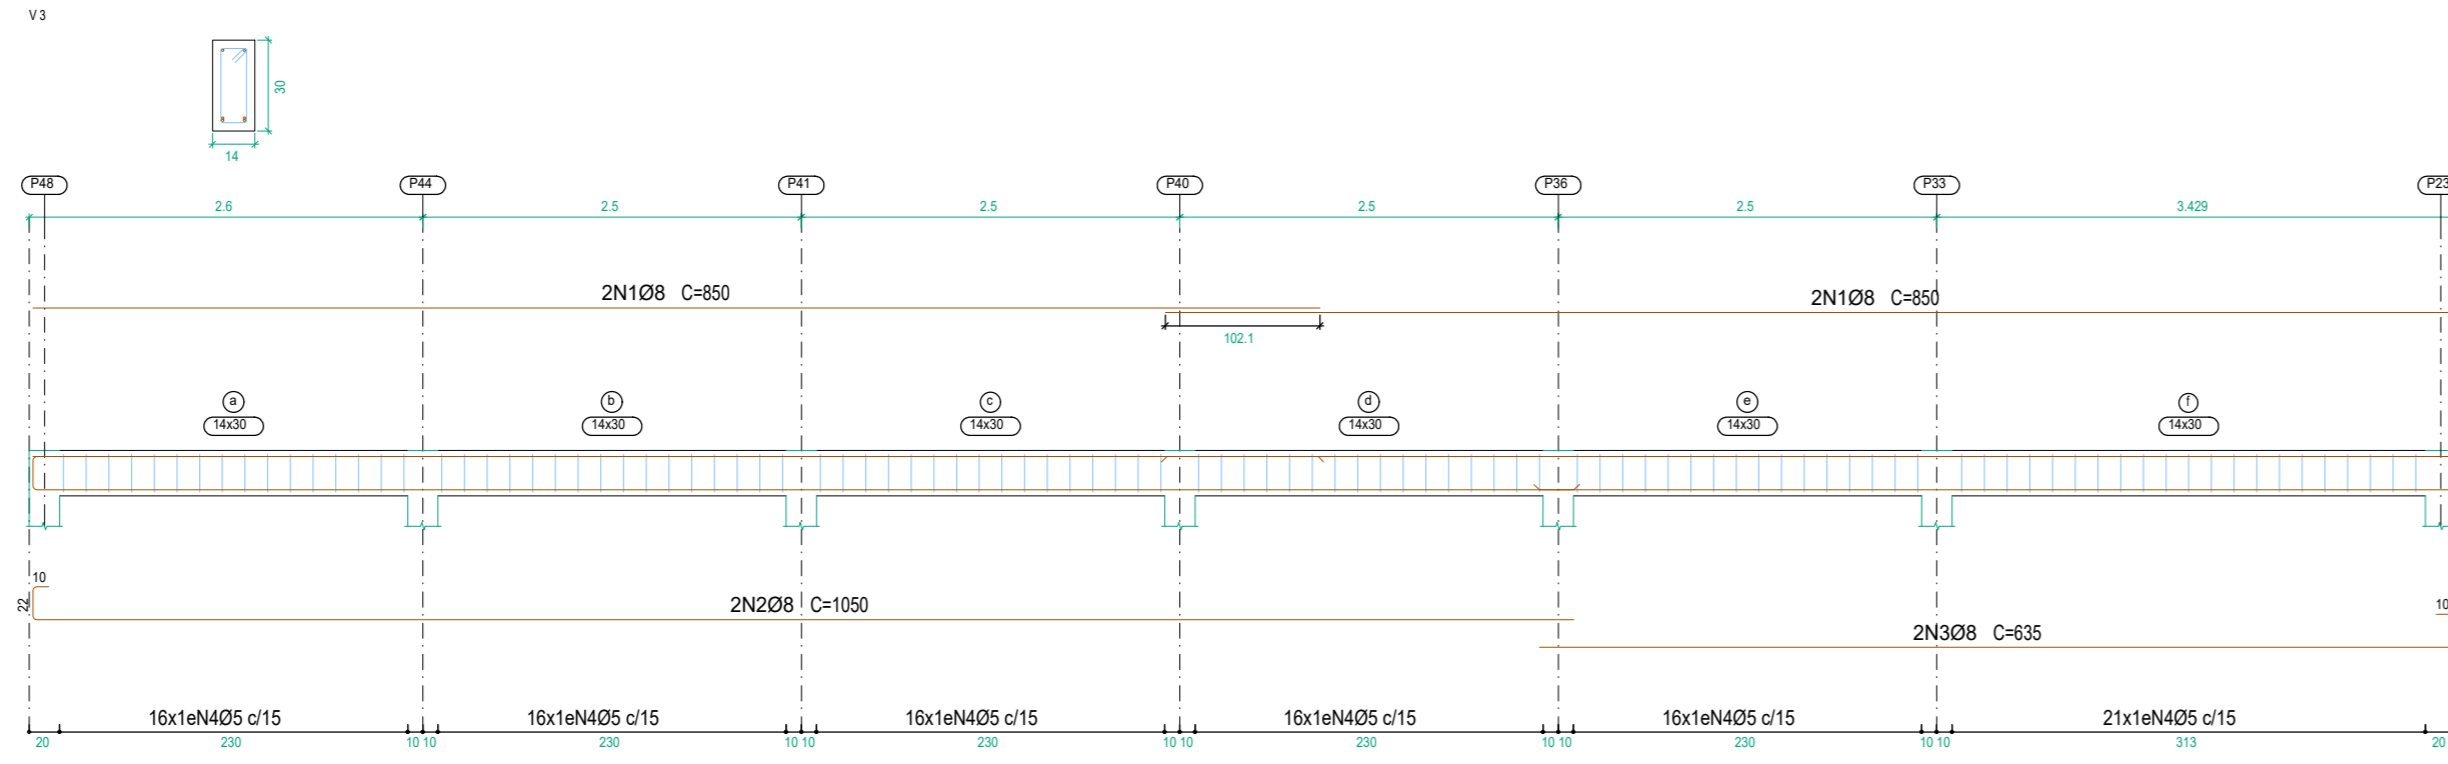 V 3
30
14
P48 P44 P41 P40 P36 P33 P23
2.6 2.5 2.5 2.5 2.5 3.429
2N1Ø8 C=850 2N1Ø8 C=850
102.1
a b c d e f
14x30 14x30 14x30 14x30 14x30 14x30
10
22
2N2Ø8 C=1050 10
2N3Ø8 C=635
16x1eN4Ø5 c/15 16x1eN4Ø5 c/15 16x1eN4Ø5 c/15 16x1eN4Ø5 c/15 16x1eN4Ø5 c/15 21x1eN4Ø5 c/15
20 230 10 10 230 10 10 230 10 10 230 10 10 230 10 10 313 20